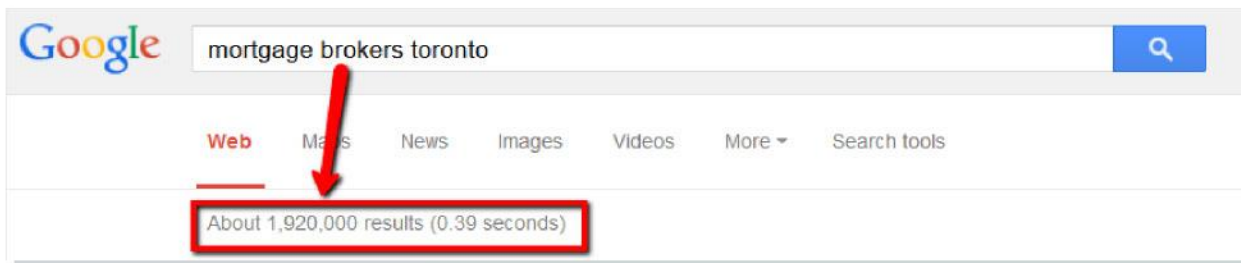 Google mortgage brokers toronto
Web Maps News Images Videos More Search tools
About 1,920,000 results (0.39 seconds)